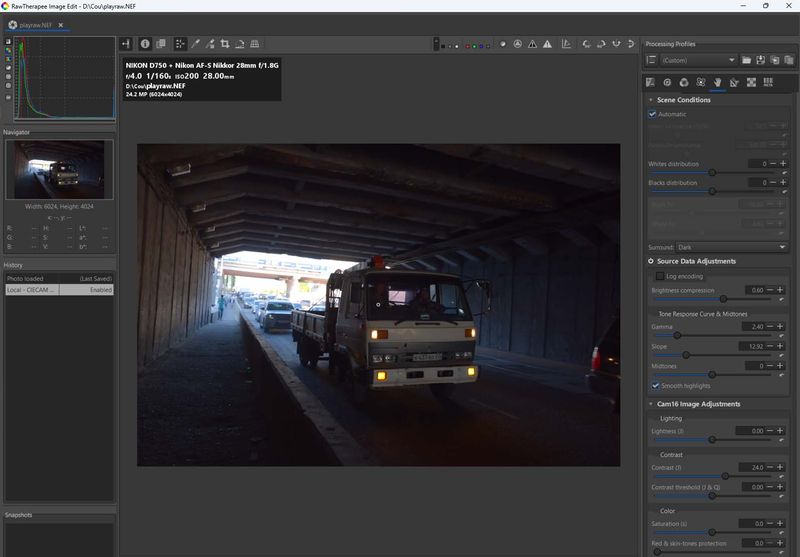 RawTherapee Image Edit - D:\Cou\playraw.NEF
playraw.NEF
NIKON D750 + Nikon AF-S Nikkor 28mm f/1.8G
f/4.0 1/160s ISO200 28.00mm
D:\Cou\playraw.NEF
24.2 MP (6024x4024)
Navigator
Width: 6024, Height: 4024
x: --, y: --
R: -- H: -- L*: --
G: -- S: -- a*: --
B: -- V: -- b*: --
History
Photo loaded (Last Saved)
Local - CIECAM ... Enabled
Snapshots
Processing Profiles
(Custom)
Scene Conditions
Automatic
Whites distribution 0
Blacks distribution 0
Surround: Dark
Source Data Adjustments
Log encoding
Brightness compression 0.60
Tone Response Curve & Midtones
Gamma 2.40
Slope 12.92
Midtones 0
Smooth highlights
Cam16 Image Adjustments
Lighting
Lightness (J) 0.00
Contrast
Contrast (J) 24.0
Contrast threshold (J & Q) 0.00
Color
Saturation (s) 0.0
Red & skin-tones protection 0.0